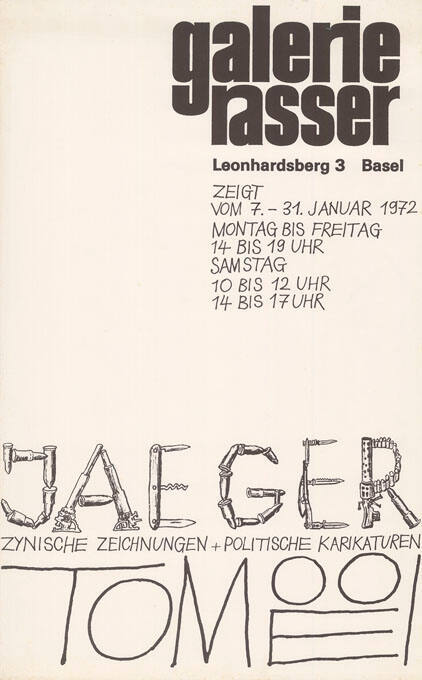 galerie
rasser
Leonhardsberg 3 Basel
ZEIGT
VOM 7. – 31. JANUAR 1972
MONTAG BIS FREITAG
14 BIS 19 UHR
SAMSTAG
10 BIS 12 UHR
14 BIS 17 UHR
JAEGER
ZYNISCHE ZEICHNUNGEN + POLITISCHE KARIKATUREN
TOMËI